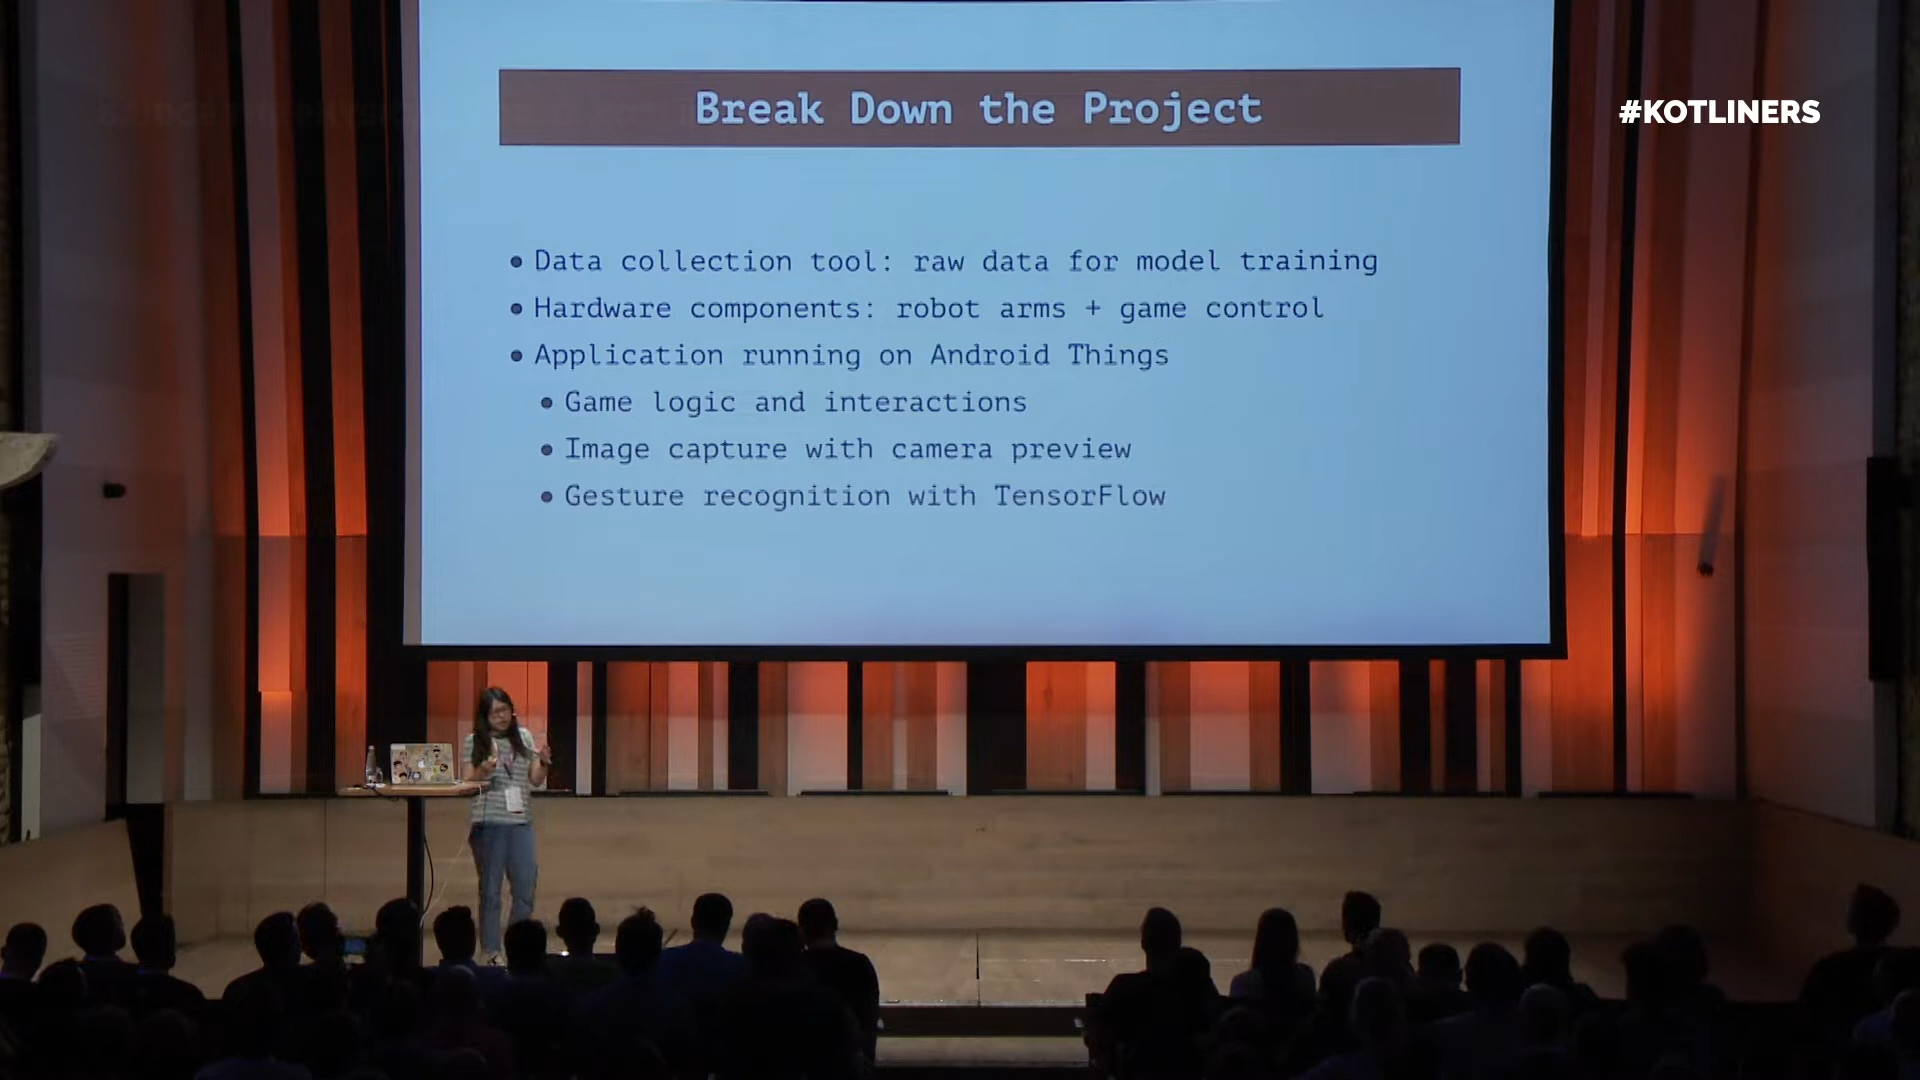 Break Down the Project
#KOTLINERS
• Data collection tool: raw data for model training
• Hardware components: robot arms + game control
• Application running on Android Things
• Game logic and interactions
• Image capture with camera preview
• Gesture recognition with TensorFlow